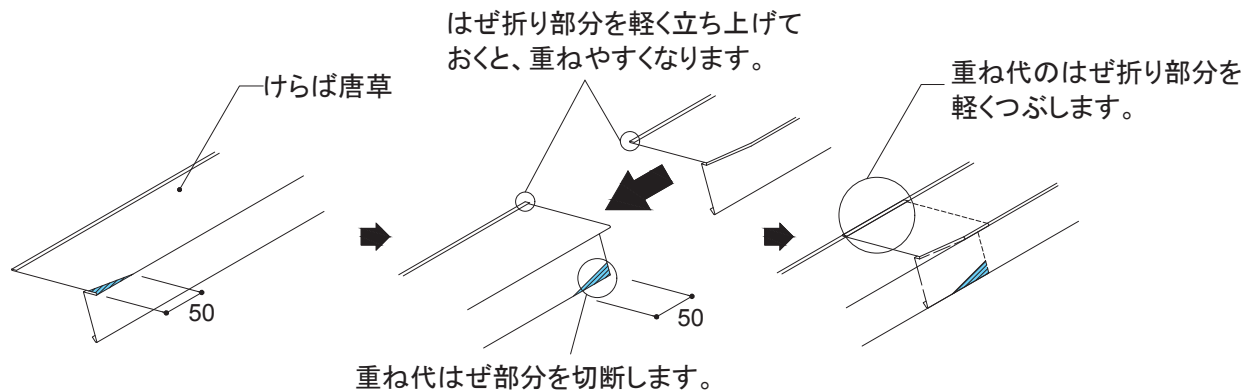 はぜ折り部分を軽く立ち上げて
おくと、重ねやすくなります。
けらば唐草
重ね代のはぜ折り部分を
軽くつぶします。
50
50
重ね代はぜ部分を切断します。